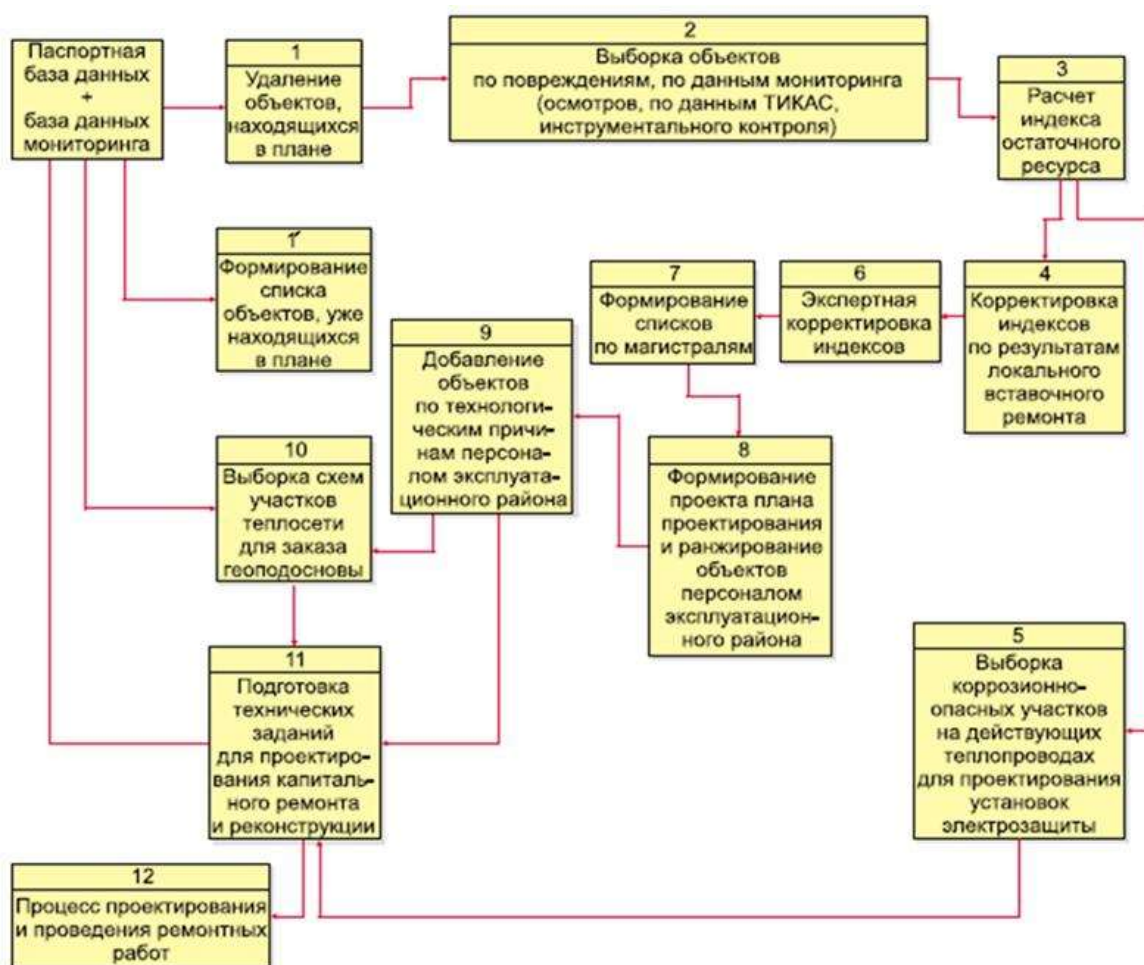 Паспортная
база данных
+
база данных
мониторинга
1
Удаление
объектов,
находящихся
в плане
2
Выборка объектов
по повреждениям, по данным мониторинга
(осмотров, по данным ТИКАС,
инструментального контроля)
3
Расчет
индекса
остаточного
ресурса
1'
Формирование
списка
объектов, уже
находящихся
в плане
9
Добавление
объектов
по технологи-
ческим причи-
нам персона-
лом эксплуата-
ционного района
7
Формирование
списков
по магистралям
6
Экспертная
корректировка
индексов
4
Корректировка
индексов
по результатам
локального
вставочного
ремонта
10
Выборка схем
участков
теплосети
для заказа
геоподосновы
8
Формирование
проекта плана
проектирования
и ранжирование
объектов
персоналом
эксплуатацион-
ного района
11
Подготовка
технических
заданий
для проектиро-
вания капиталь-
ного ремонта
и реконструкции
5
Выборка
коррозионно-
опасных участков
на действующих
теплопроводах
для проектирования
установок
электрозащиты
12
Процесс проектирования
и проведения ремонтных
работ